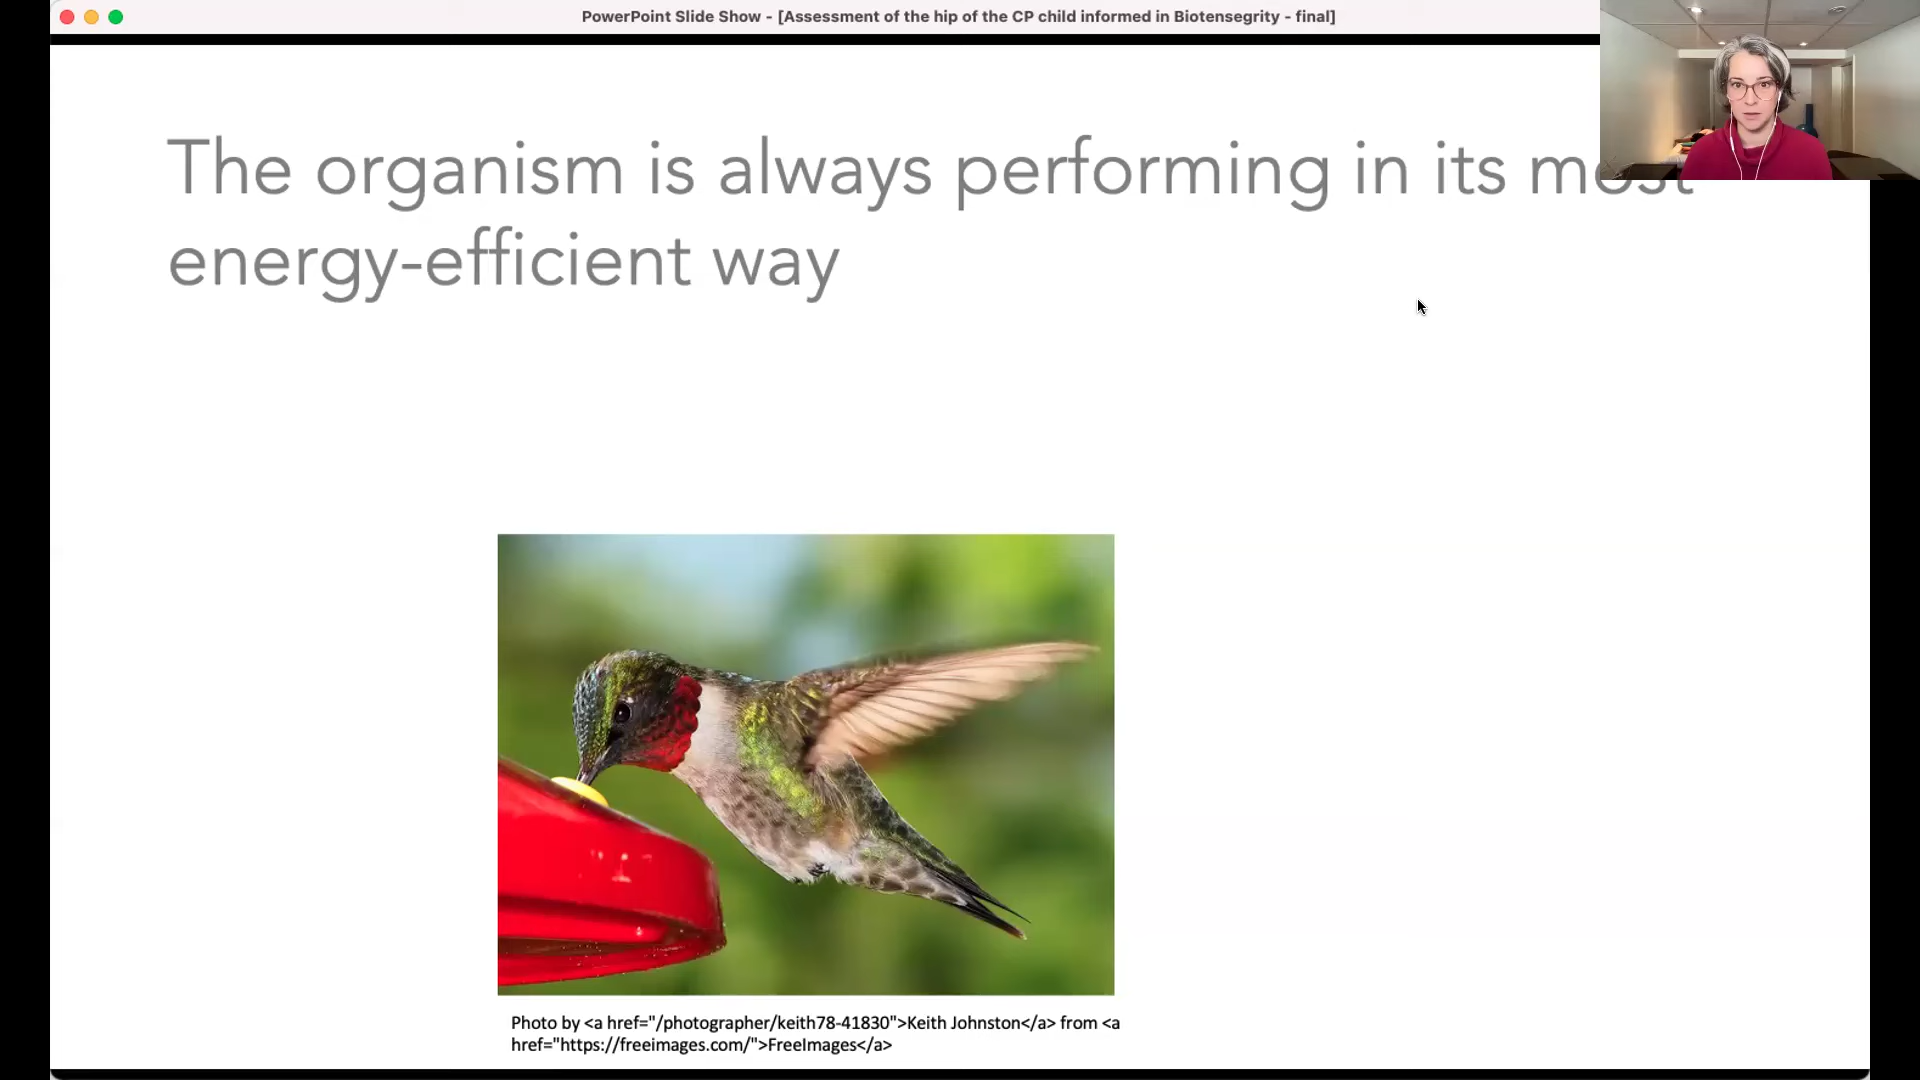 PowerPoint Slide Show - [Assessment of the hip of the CP child informed in Biotensegrity - final]
The organism is always performing in its most
energy-efficient way
Photo by <a href="/photographer/keith78-41830">Keith Johnston</a> from <a
href="https://freeimages.com/">FreeImages</a>